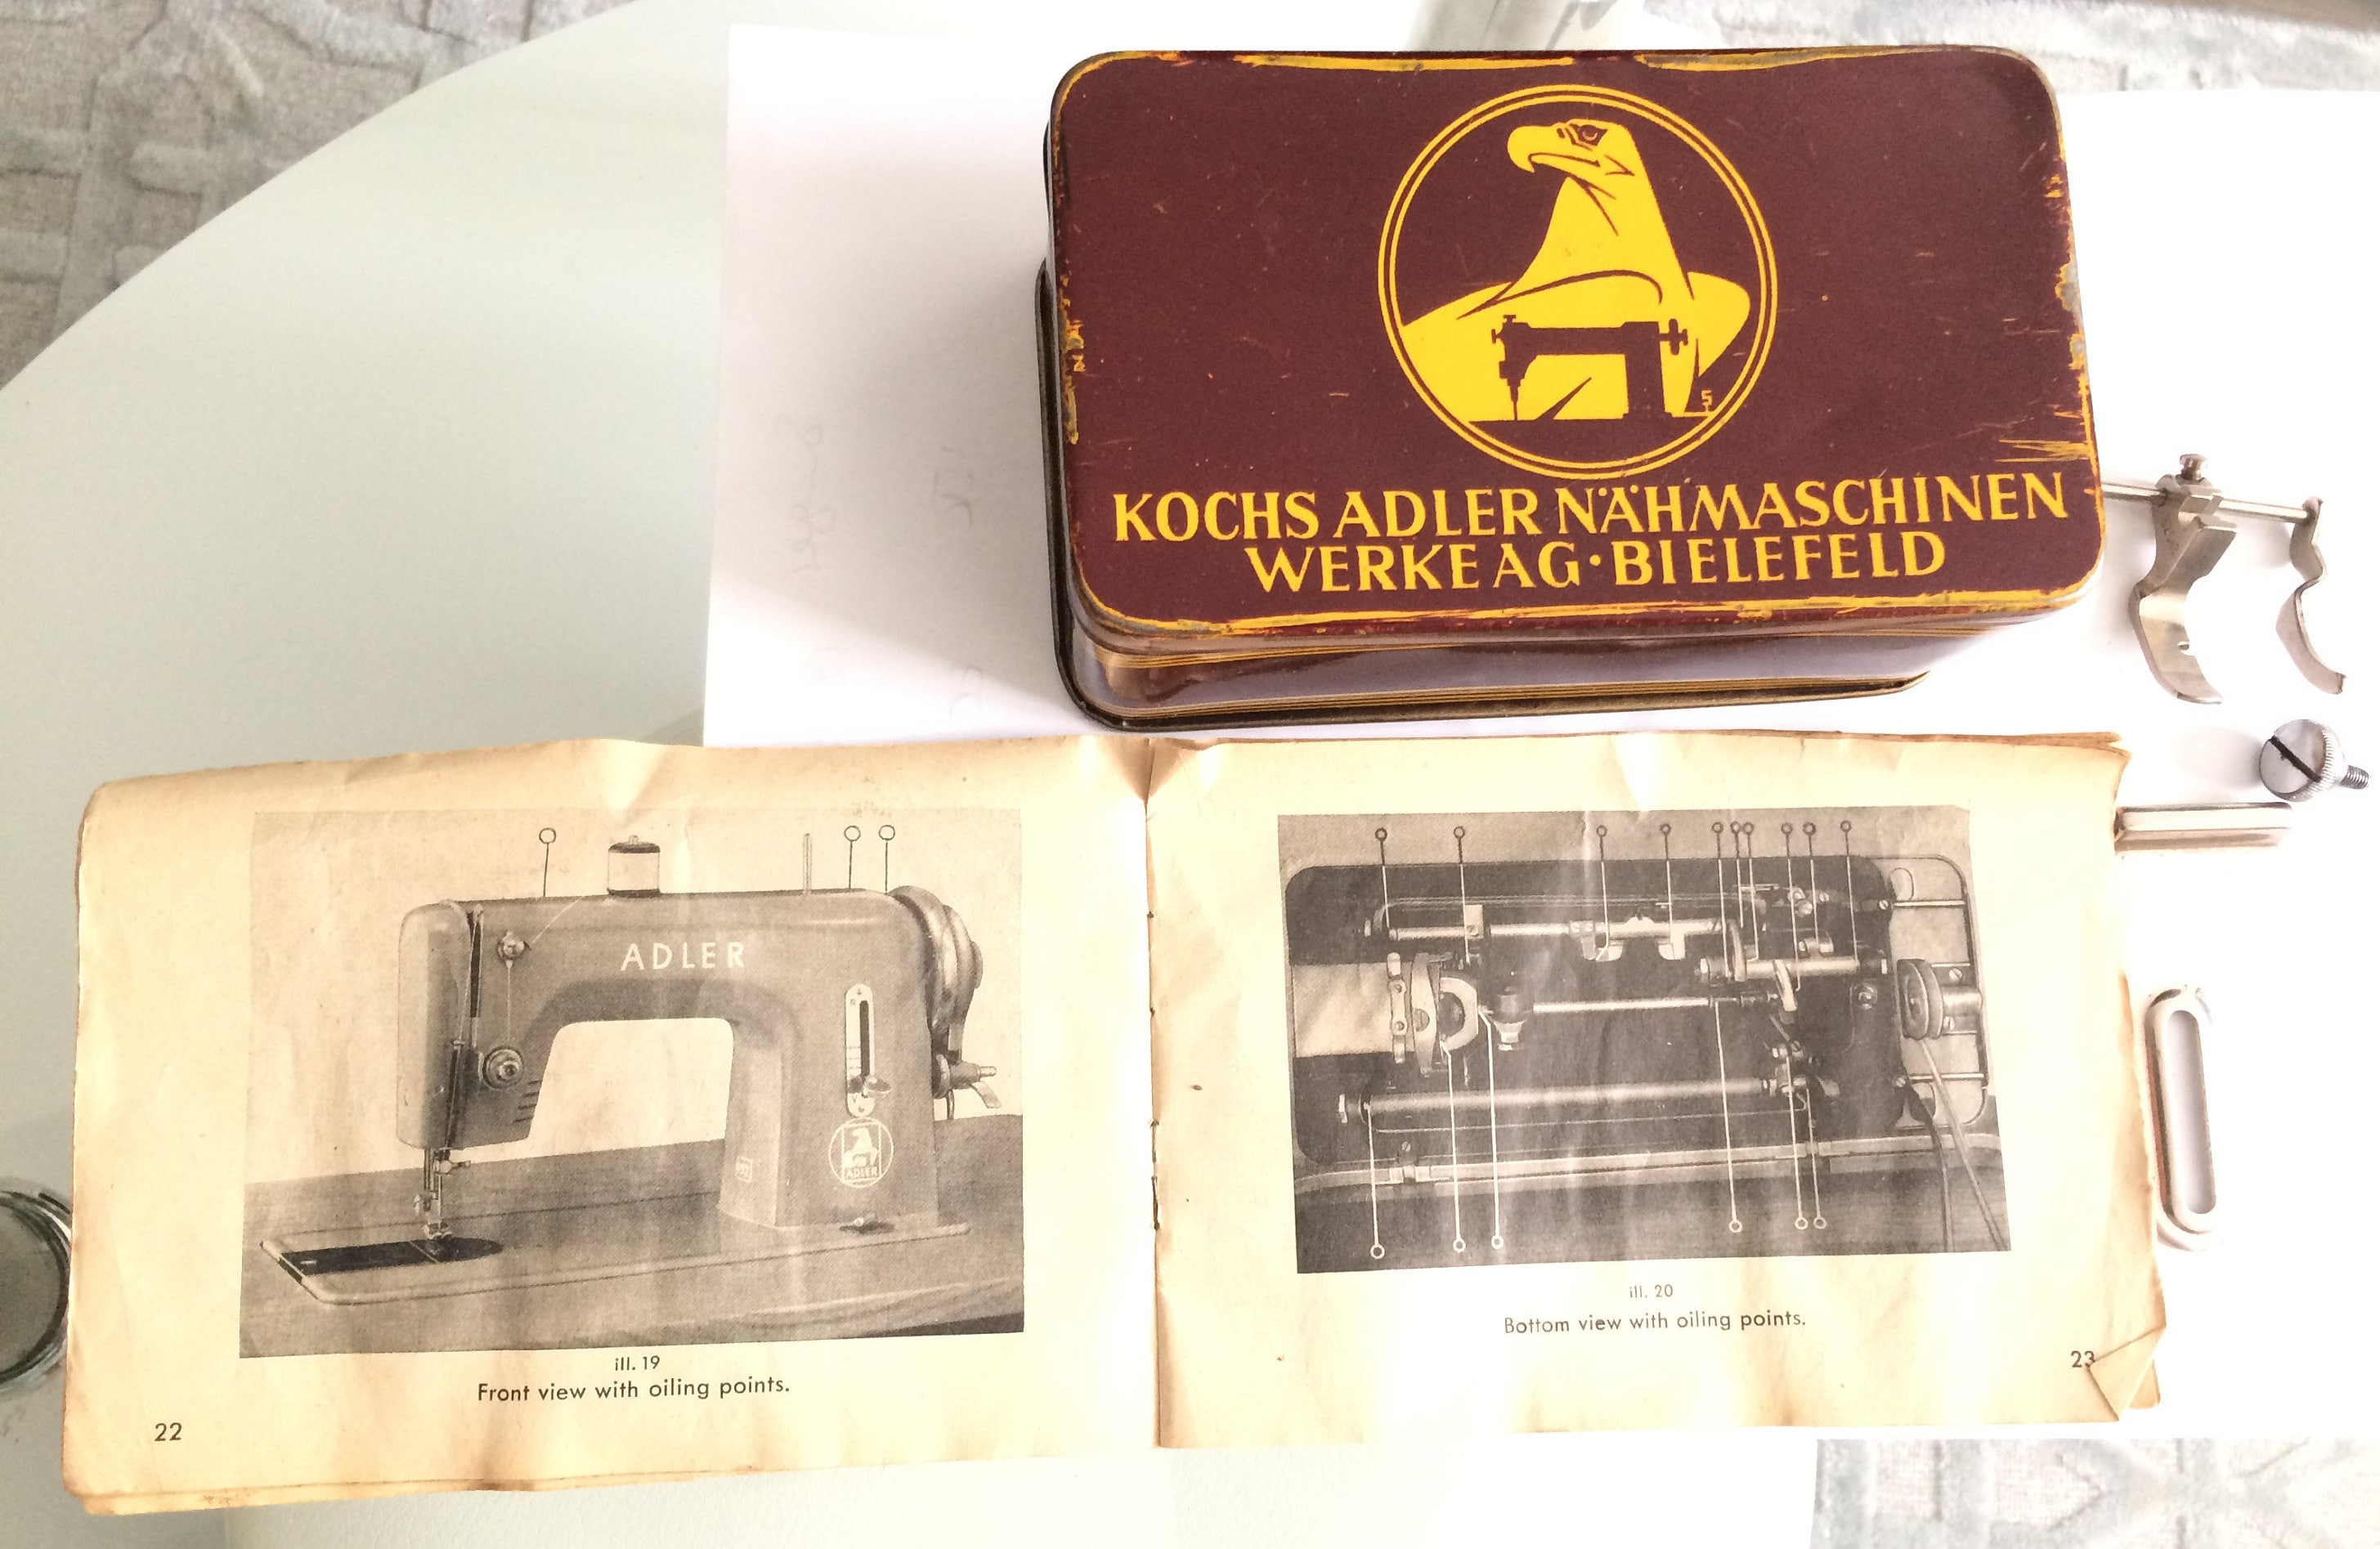 KOCHS ADLER NÄHMASCHINEN
WERKE AG · BIELEFELD
ADLER
ADLER
ill. 19
Front view with oiling points.
22
ill. 20
Bottom view with oiling points.
23